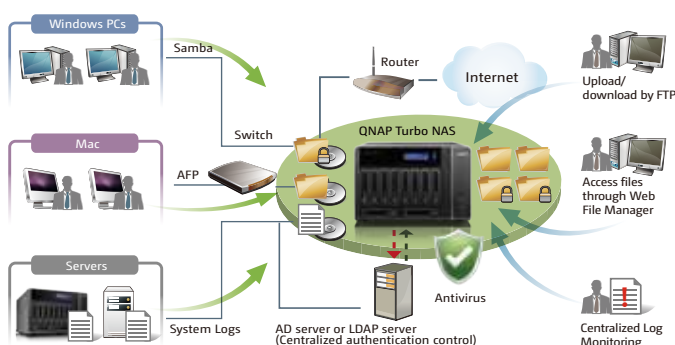 Windows PCs
Samba
Router
Internet
Upload/
download by FTP
Switch
QNAP Turbo NAS
Mac
AFP
Access files
through Web
File Manager
Servers
System Logs
AD server or LDAP server
(Centralized authentication control)
Antivirus
Centralized Log
Monitoring